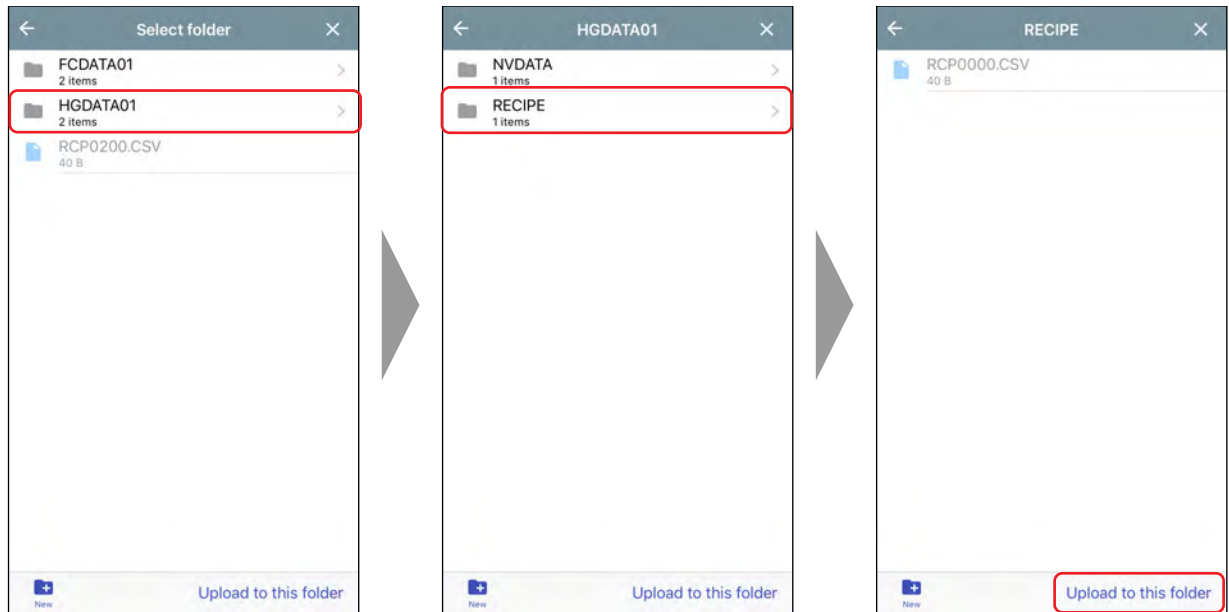 Select folder
FCDATA01
2 items
HGDATA01
2 items
RCP0200.CSV
40 B
New
Upload to this folder
HGDATA01
NVDATA
1 items
RECIPE
1 items
New
Upload to this folder
RECIPE
RCP0000.CSV
40 B
New
Upload to this folder